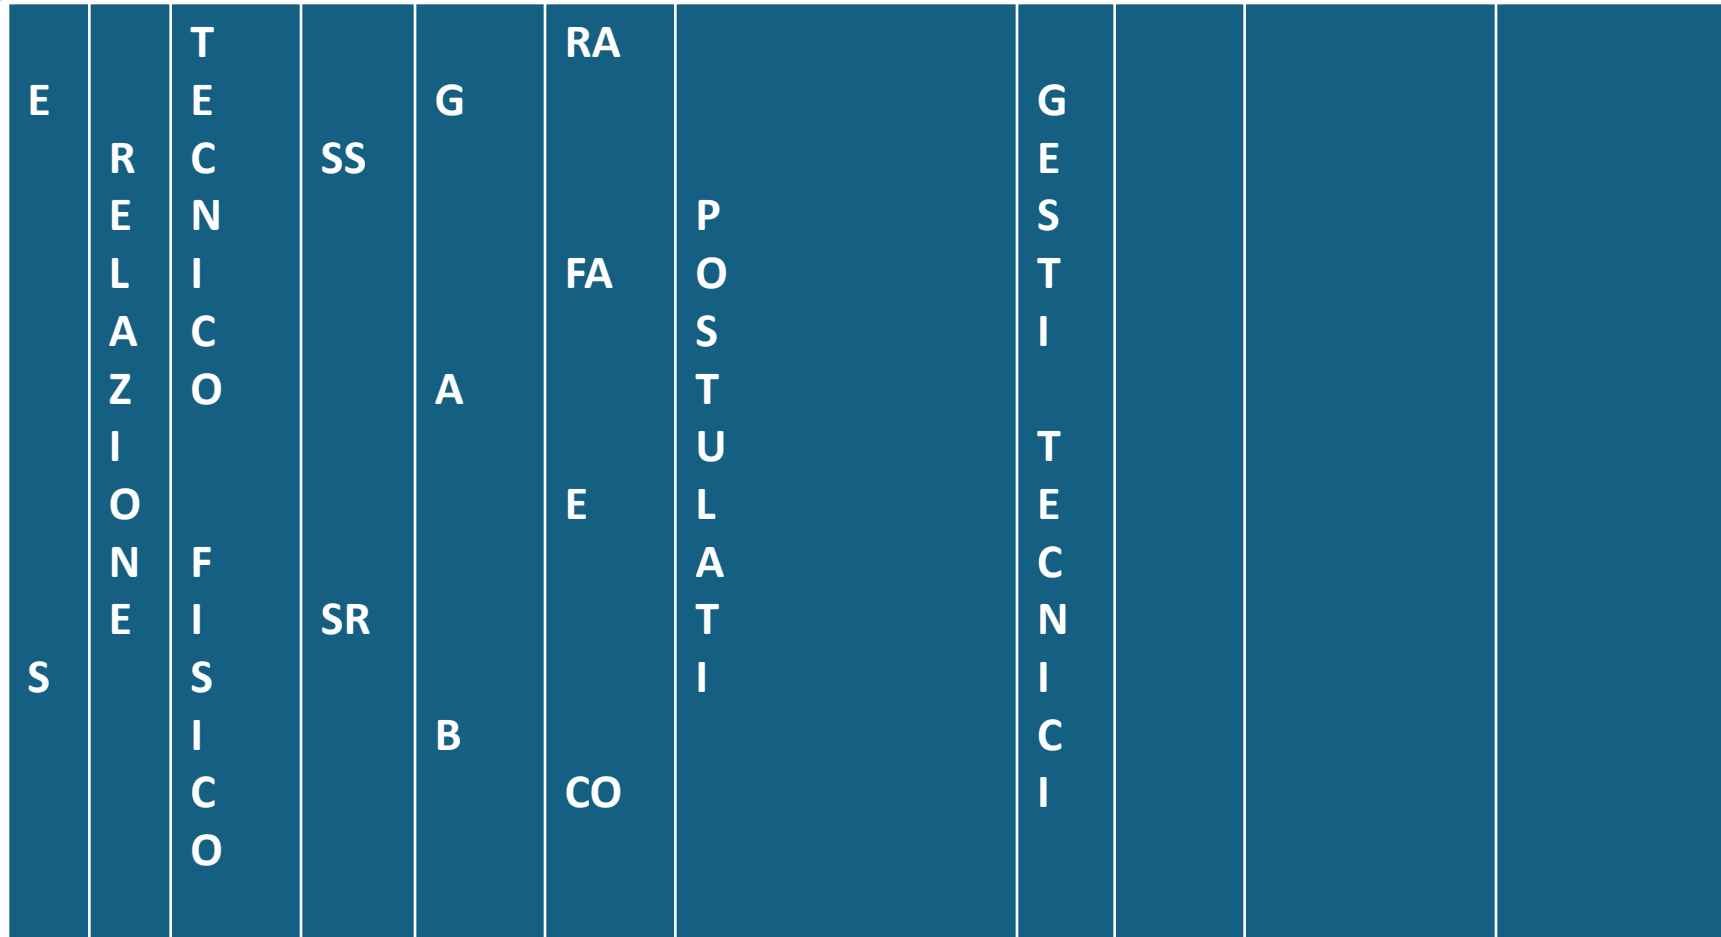 E
S
RELAZIONE
TECNICO
FISICO
SS
SR
G
A
B
RA
FA
E
CO
POSTULATI
GESTI
TECNICI